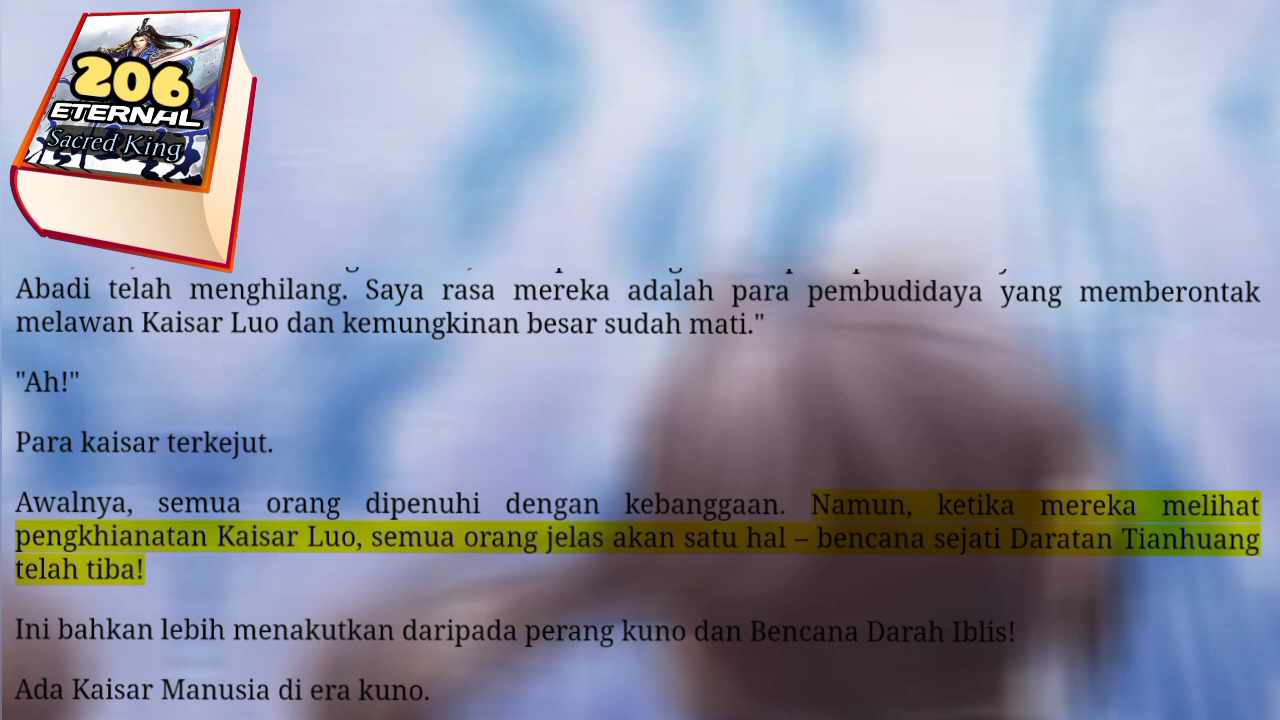 206
ETERNAL
Sacred King
Abadi telah menghilang. Saya rasa mereka adalah para pembudidaya yang memberontak
melawan Kaisar Luo dan kemungkinan besar sudah mati."
"Ah!"
Para kaisar terkejut.
Awalnya, semua orang dipenuhi dengan kebanggaan. Namun, ketika mereka melihat
pengkhianatan Kaisar Luo, semua orang jelas akan satu hal – bencana sejati Daratan Tianhuang
telah tiba!
Ini bahkan lebih menakutkan daripada perang kuno dan Bencana Darah Iblis!
Ada Kaisar Manusia di era kuno.